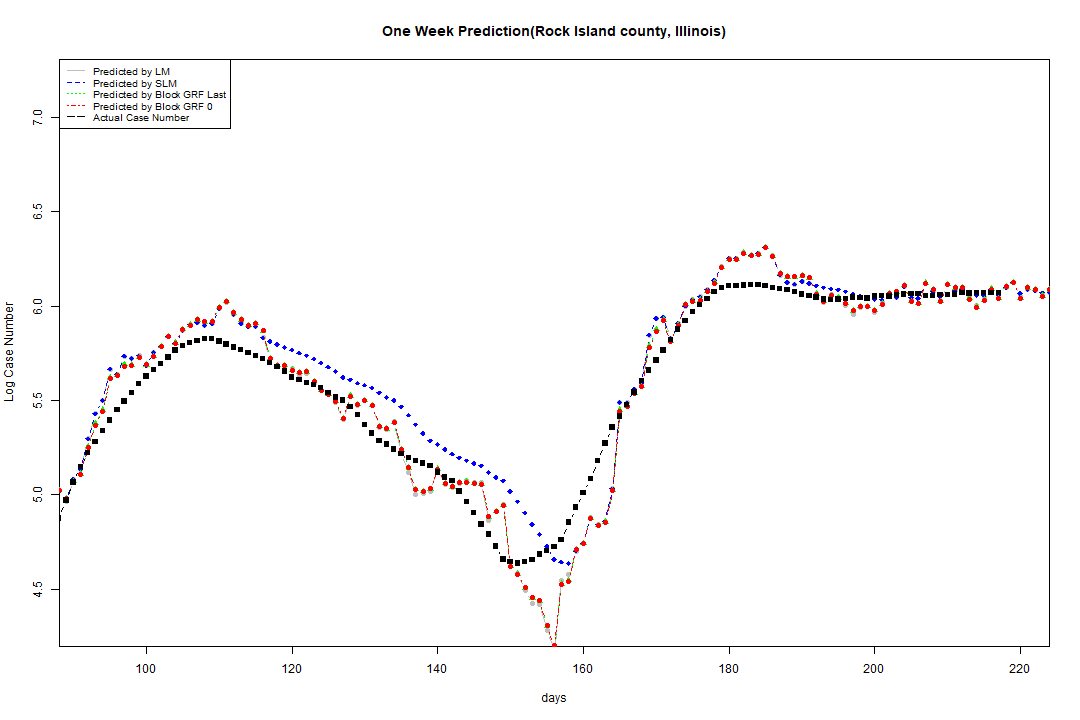 One Week Prediction(Rock Island county, Illinois)
Predicted by LM
Predicted by SLM
Predicted by Block GRF Last
Predicted by Block GRF 0
Actual Case Number
Log Case Number
7.0
6.5
6.0
5.5
5.0
4.5
100 120 140 160 180 200 220
days